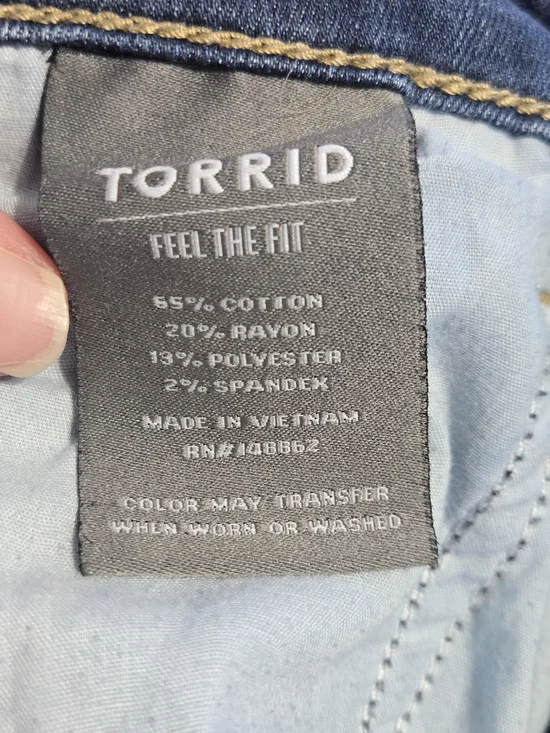 TORRID
FEEL THE FIT
65% COTTON
20% RAYON
13% POLYESTER
2% SPANDEX
MADE IN VIETNAM
RN#148862
COLOR MAY TRANSFER
WHEN WORN OR WASHED